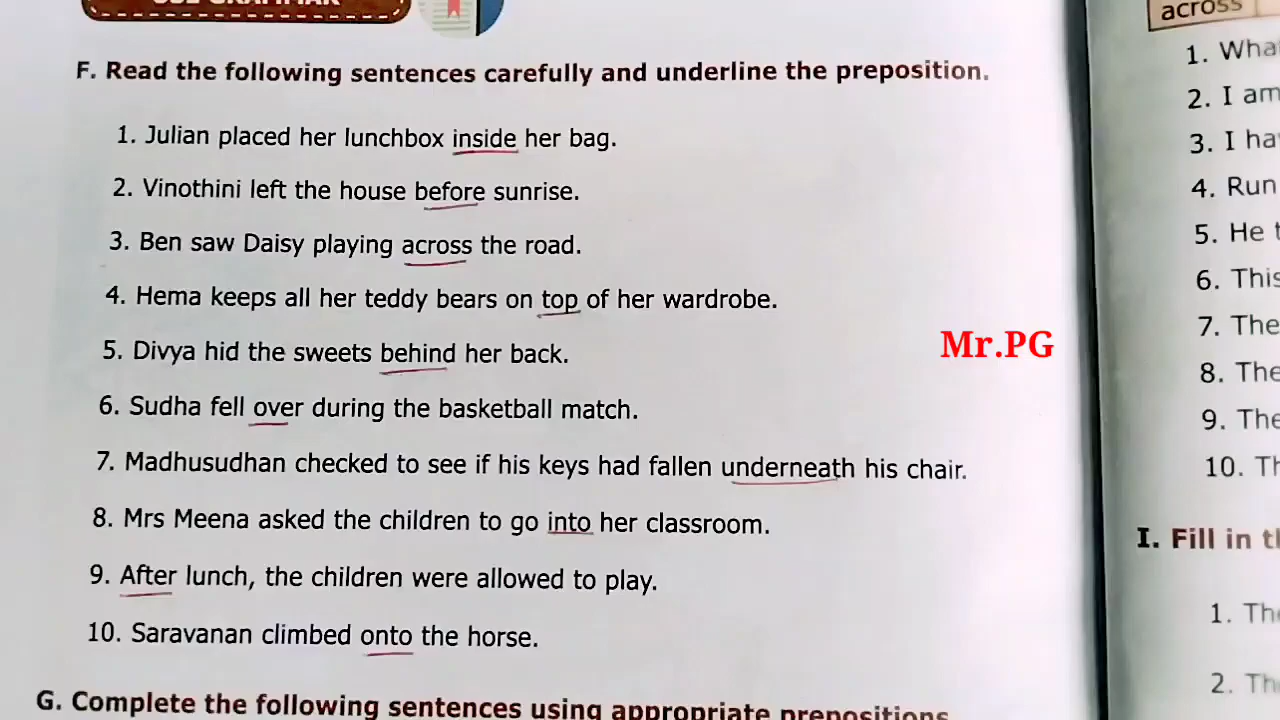 across
F. Read the following sentences carefully and underline the preposition.
1. Julian placed her lunchbox inside her bag.
2. Vinothini left the house before sunrise.
3. Ben saw Daisy playing across the road.
4. Hema keeps all her teddy bears on top of her wardrobe.
5. Divya hid the sweets behind her back.
6. Sudha fell over during the basketball match.
7. Madhusudhan checked to see if his keys had fallen underneath his chair.
8. Mrs Meena asked the children to go into her classroom.
9. After lunch, the children were allowed to play.
10. Saravanan climbed onto the horse.
G. Complete the following sentences using appropriate prepositions
Mr.PG
1.
2. I am
3. I
4. Run
5. He
6.
7.
8.
9.
10.
I. Fill in
1.
2.